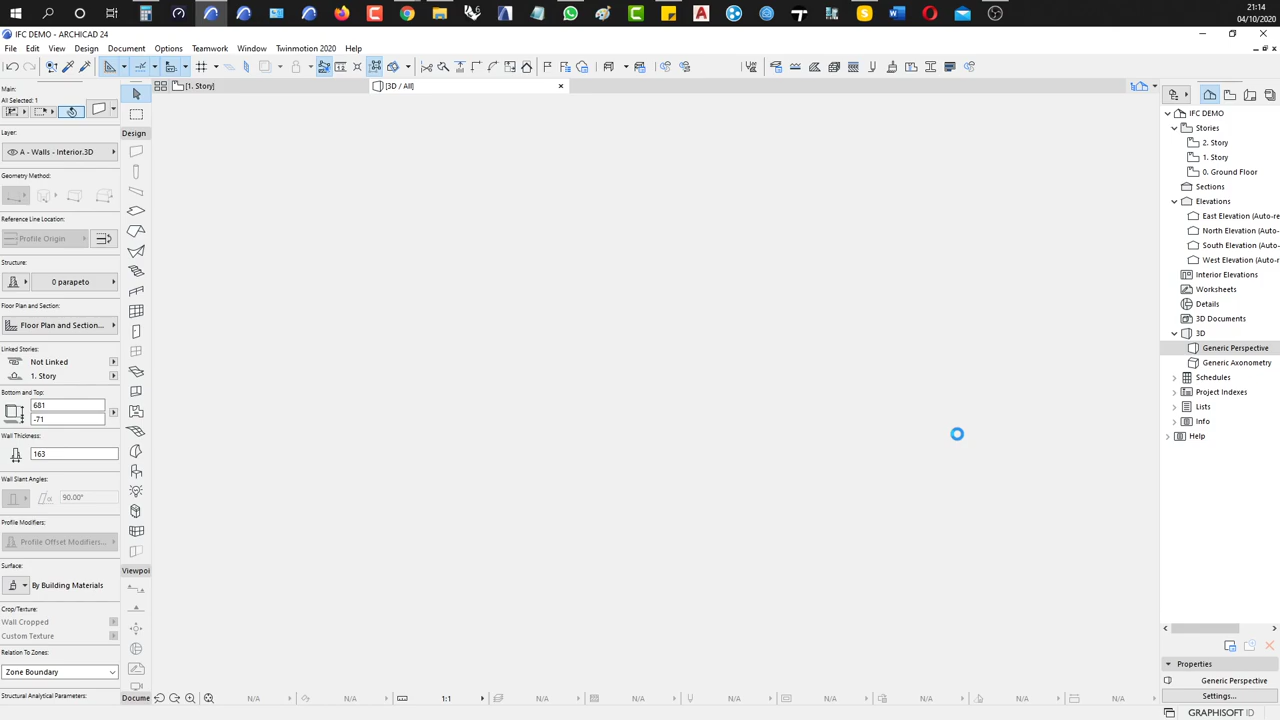 21:14
04/10/2020
IFC DEMO - ARCHICAD 24
File Edit View Design Document Options Teamwork Window Twinmotion 2020 Help
[1. Story]
[3D / All]
Main:
All Selected: 1
Layer:
A - Walls - Interior.3D
Geometry Method:
Reference Line Location:
Profile Origin
Structure:
0 parapeto
Floor Plan and Section:
Floor Plan and Section...
Linked Stories:
Not Linked
1. Story
Bottom and Top:
681
-71
Wall Thickness:
163
Wall Slant Angles:
90.00°
Profile Modifiers:
Profile Offset Modifiers...
Surface:
By Building Materials
Crop/Texture:
Wall Cropped
Custom Texture
Relation To Zones:
Zone Boundary
Structural Analytical Parameters:
Design
Viewpoi
Docume
IFC DEMO
Stories
2. Story
1. Story
0. Ground Floor
Sections
Elevations
East Elevation (Auto-re
North Elevation (Auto-
South Elevation (Auto-
West Elevation (Auto-r
Interior Elevations
Worksheets
Details
3D Documents
3D
Generic Perspective
Generic Axonometry
Schedules
Project Indexes
Lists
Info
Help
Properties
Generic Perspective
Settings...
N/A N/A 1:1 N/A N/A N/A N/A N/A N/A N/A
GRAPHISOFT ID